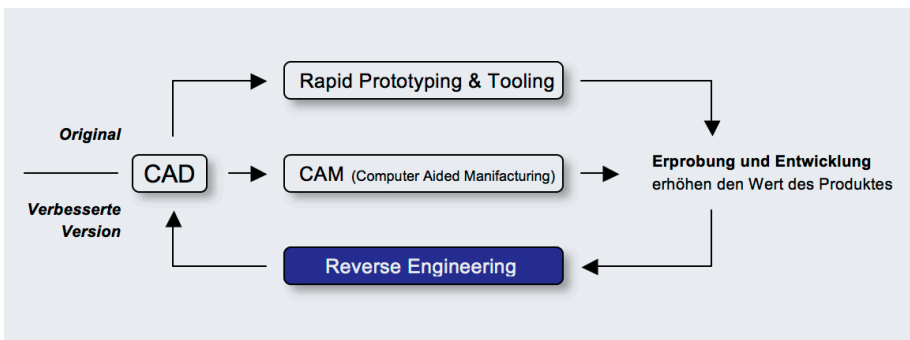 Rapid Prototyping & Tooling
Original
CAD
CAM (Computer Aided Manifacturing)
Erprobung und Entwicklung
erhöhen den Wert des Produktes
Verbesserte
Version
Reverse Engineering